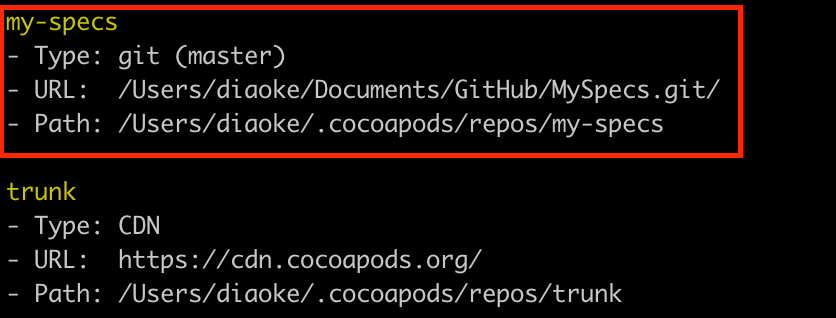 my-specs
- Type: git (master)
- URL:  /Users/diaoke/Documents/GitHub/MySpecs.git/
- Path: /Users/diaoke/.cocoapods/repos/my-specs
trunk
- Type: CDN
- URL:  https://cdn.cocoapods.org/
- Path: /Users/diaoke/.cocoapods/repos/trunk